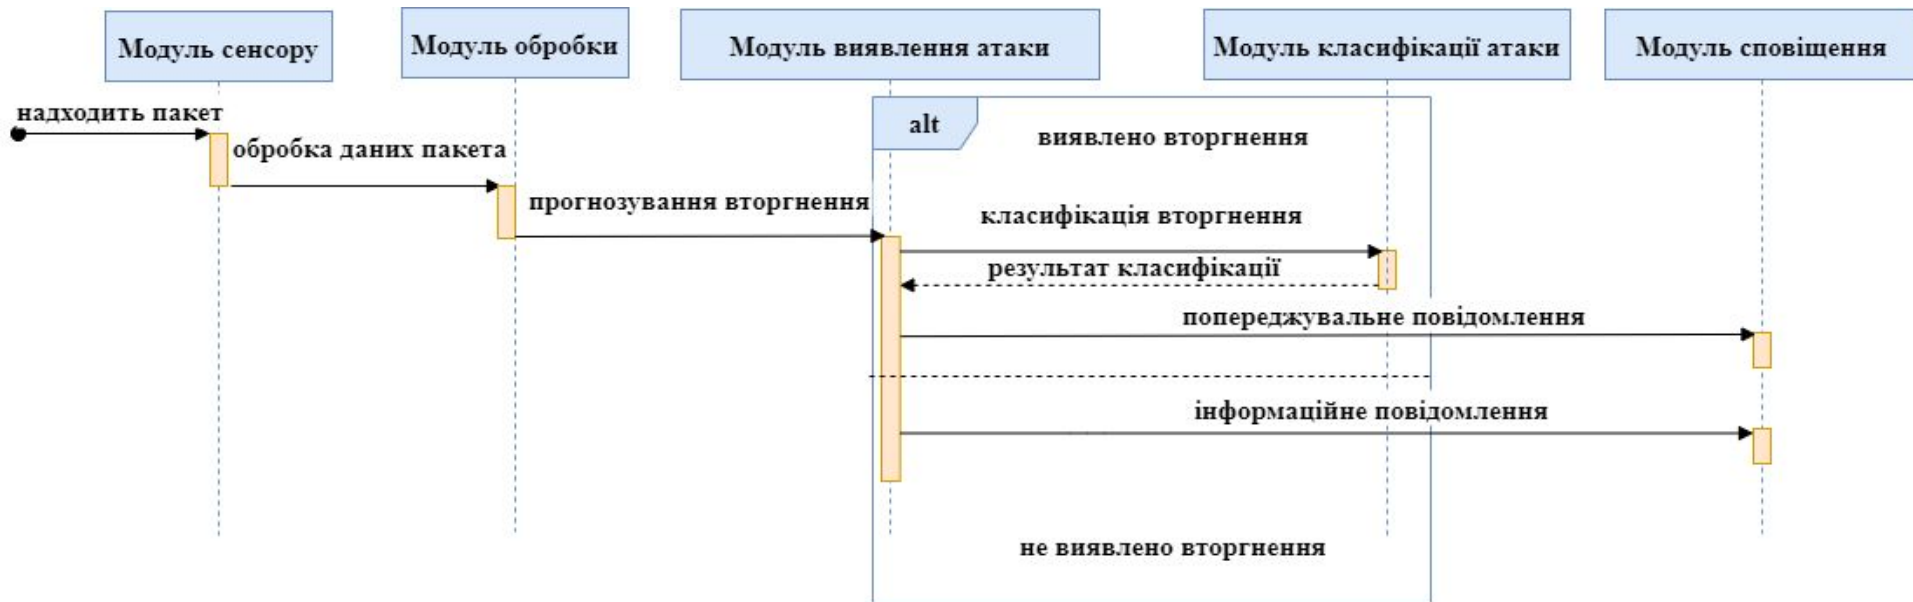 Модуль сенсору
Модуль обробки
Модуль виявлення атаки
Модуль класифікації атаки
Модуль сповіщення
надходить пакет
alt
виявлено вторгнення
обробка даних пакета
прогнозування вторгнення
класифікація вторгнення
результат класифікації
попереджувальне повідомлення
інформаційне повідомлення
не виявлено вторгнення